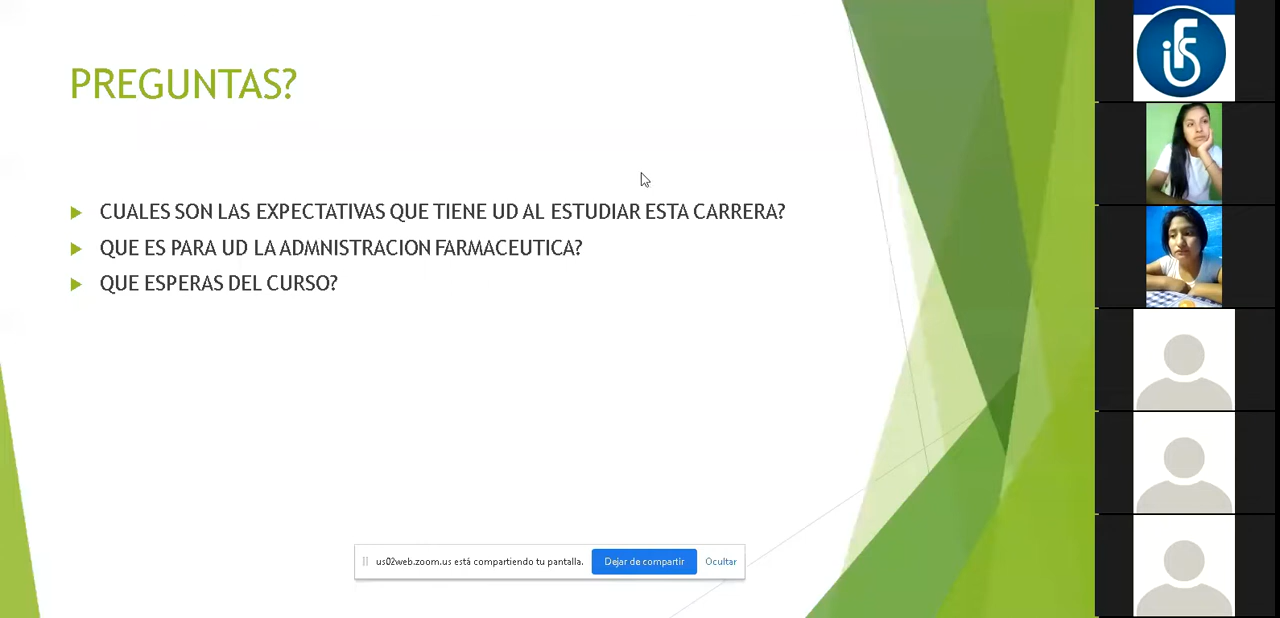 PREGUNTAS?
CUALES SON LAS EXPECTATIVAS QUE TIENE UD AL ESTUDIAR ESTA CARRERA?
QUE ES PARA UD LA ADMNISTRACION FARMACEUTICA?
QUE ESPERAS DEL CURSO?
us02web.zoom.us está compartiendo tu pantalla.
Dejar de compartir
Ocultar